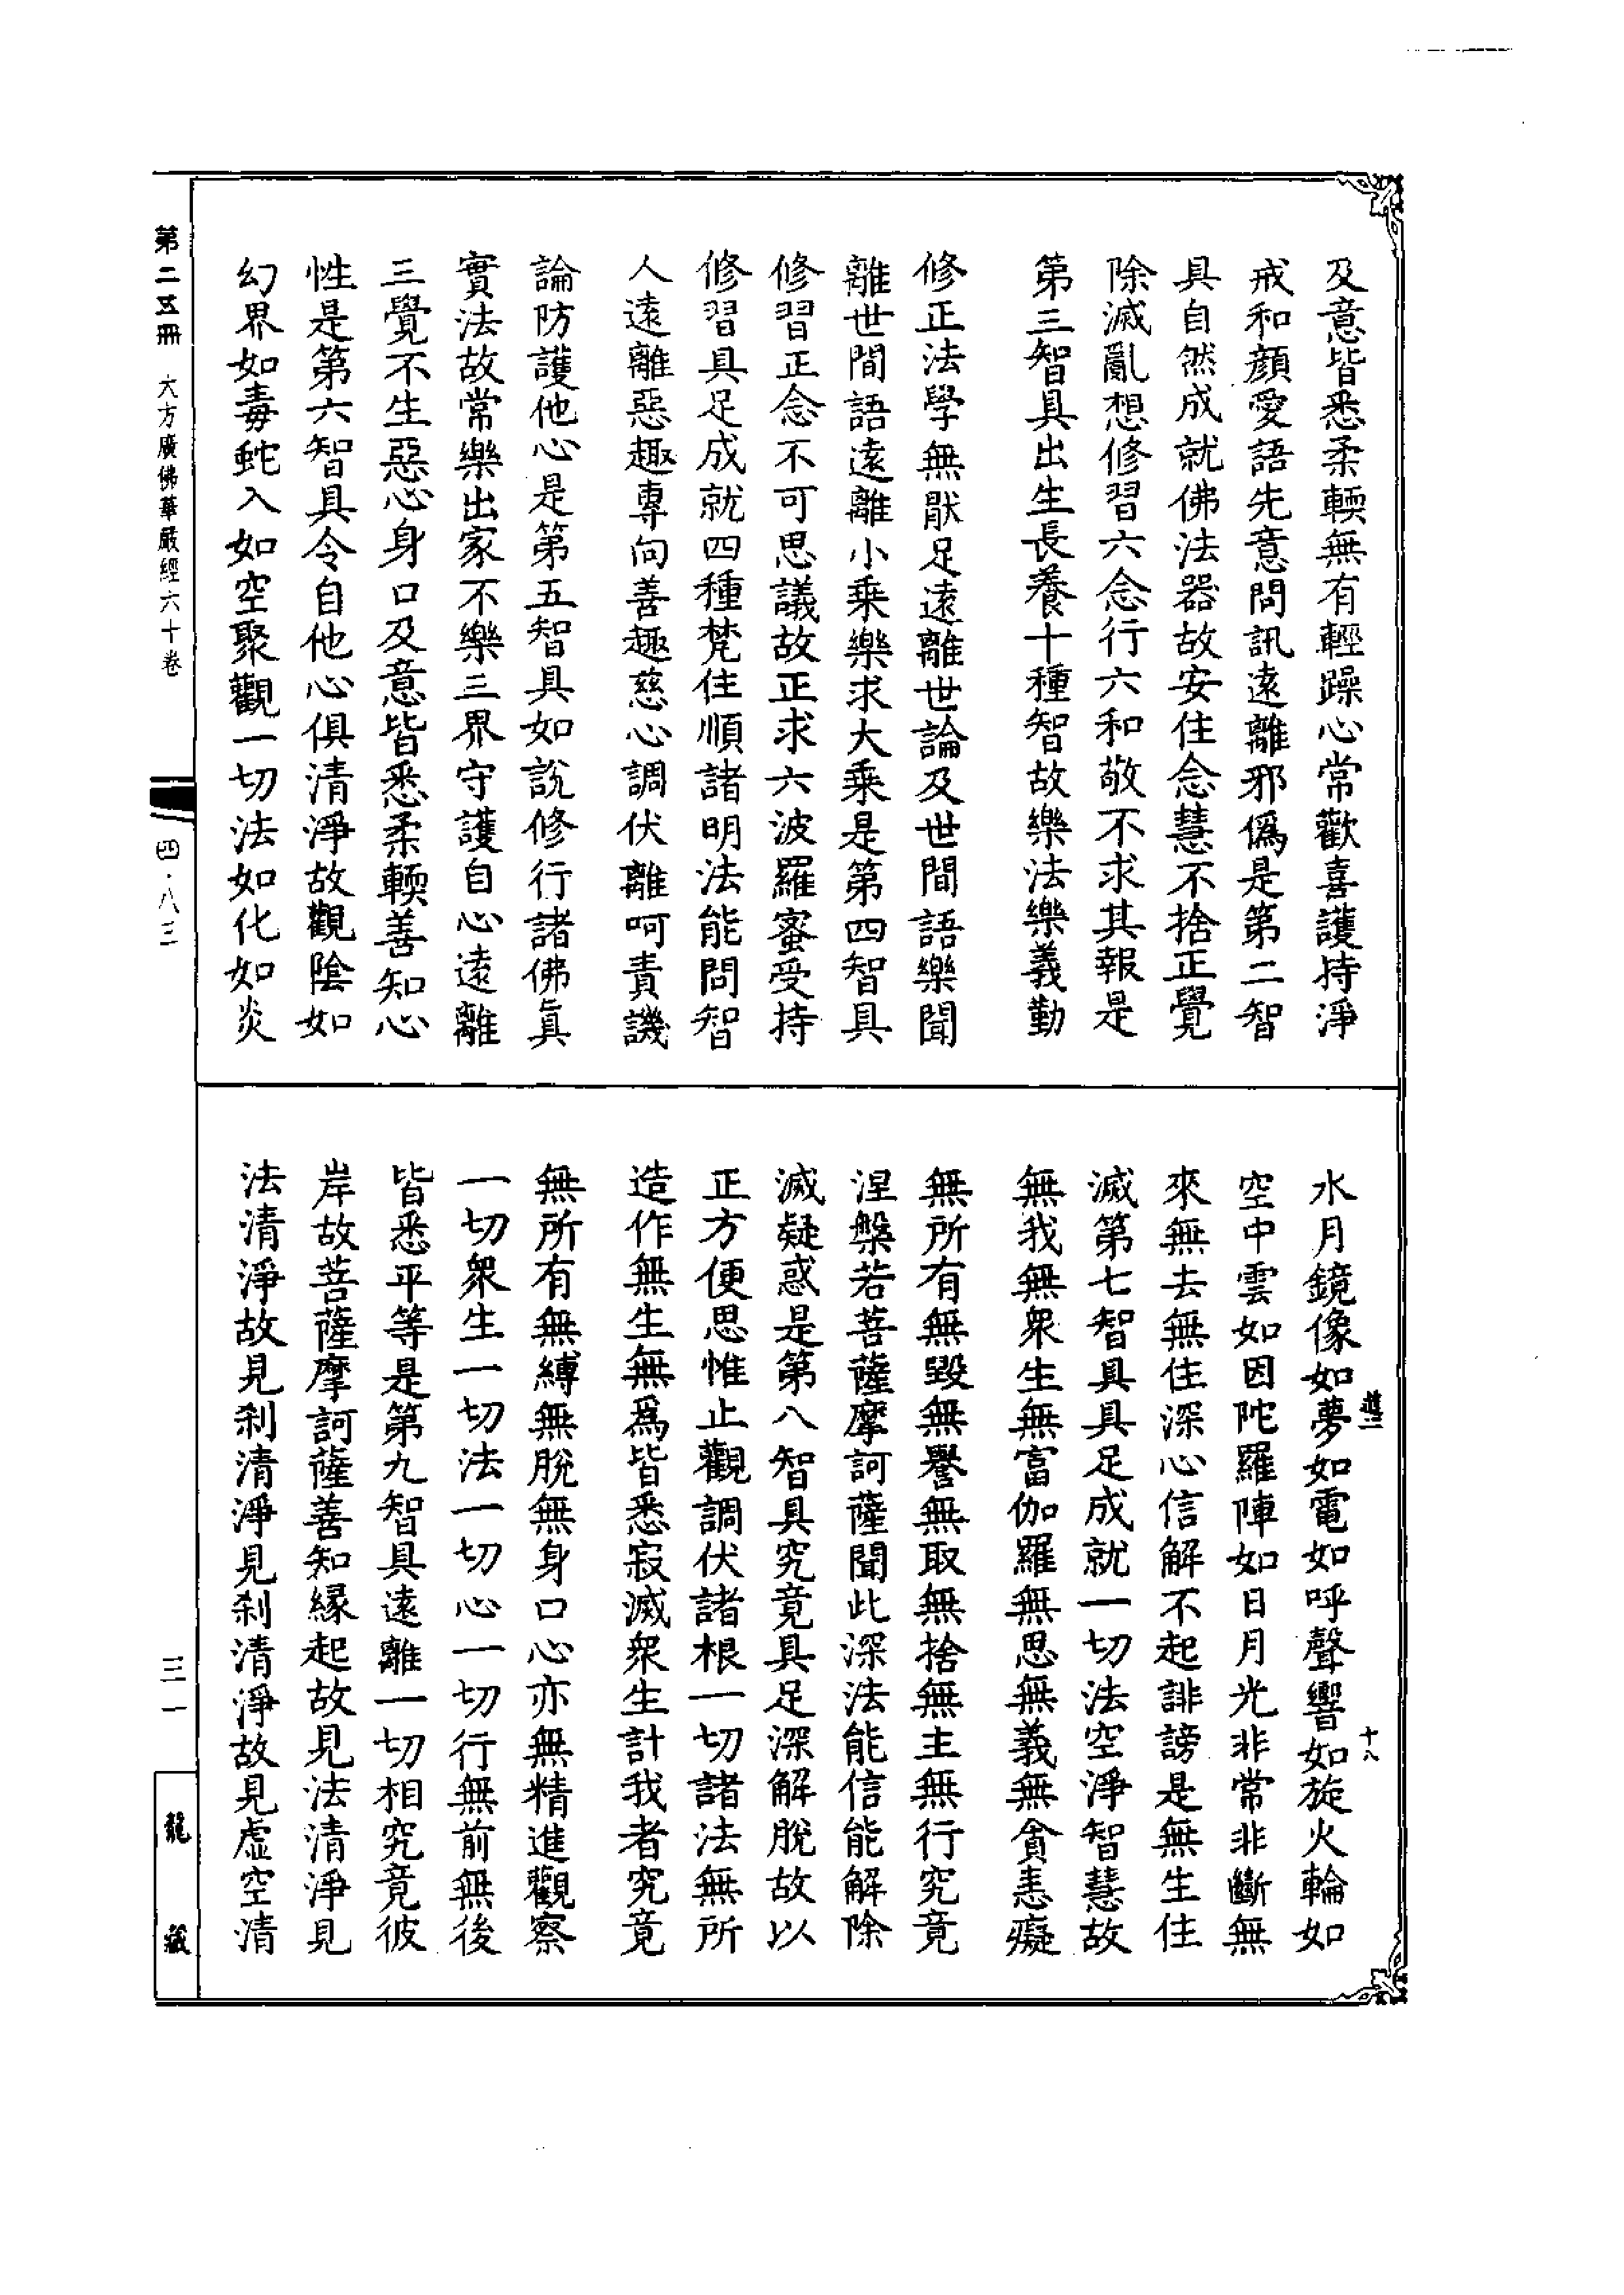 及意皆悉柔輭無有輕躁心常歡喜護持淨
戒和顏愛語先意問訊遠離邪僞是第二智
具自然成就佛法器故安住念慧不捨正覺
除滅亂想修習六念行六和敬不求其報是
第三智具出生長養十種智故樂法樂義勤
修正法學無厭足遠離世論及世間語樂聞
離世間語遠離小乘樂求大乘是第四智具
修習正念不可思議故正求六波羅蜜受持
修習具足成就四種梵住順諸明法能問智
人遠離惡趣專向善趣慈心調伏離呵責譏
論防護他心是第五智具如說修行諸佛眞
實法故常樂出家不樂三界守護自心遠離
三覺不生惡心身口及意皆悉柔輭善知心
性是第六智具令自他心俱清淨故觀陰如
幻界如毒蛇入如空聚觀一切法如化如炎
水月鏡像如夢如電如呼聲響如旋火輪如
空中雲如因陀羅陣如日月光非常非斷無
來無去無住深心信解不起誹謗是無生住
滅第七智具具足成就一切法空淨智慧故
無我無衆生無富伽羅無思無義無貪恚癡
無所有無毀無譽無取無捨無主無行究竟
涅槃若菩薩摩訶薩聞此深法能信能解除
滅疑惑是第八智具究竟具足深解脫故以
正方便思惟止觀調伏諸根一切諸法無所
造作無生無爲皆悉寂滅衆生計我者究竟
無所有無縛無脫無身口心亦無精進觀察
一切衆生一切法一切心一切行無前無後
皆悉平等是第九智具遠離一切相究竟彼
岸故菩薩摩訶薩善知緣起故見法清淨見
法清淨故見刹清淨見刹清淨故見虛空清
十八
第二五冊 大方廣佛華嚴經六十卷
四·八三
三一
龍藏